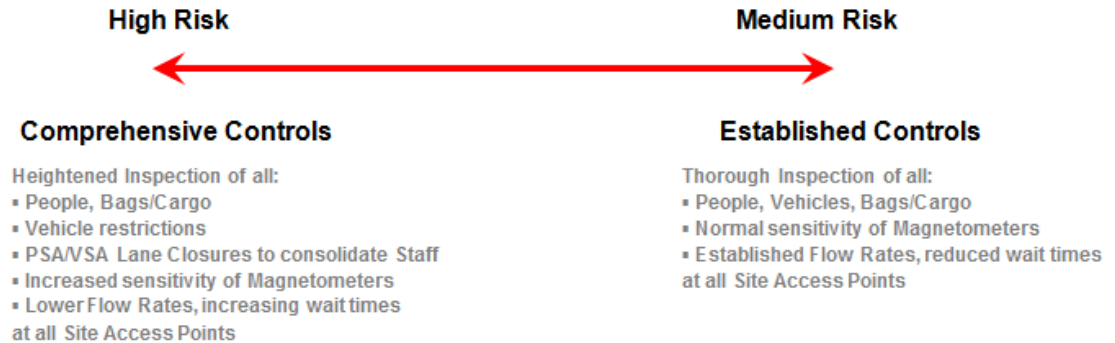 High Risk
Medium Risk
Comprehensive Controls
Heightened Inspection of all:
▪ People, Bags/Cargo
▪ Vehicle restrictions
▪ PSA/VSA Lane Closures to consolidate Staff
▪ Increased sensitivity of Magnetometers
▪ Lower Flow Rates, increasing wait times
at all Site Access Points
Established Controls
Thorough Inspection of all:
▪ People, Vehicles, Bags/Cargo
▪ Normal sensitivity of Magnetometers
▪ Established Flow Rates, reduced wait times
at all Site Access Points